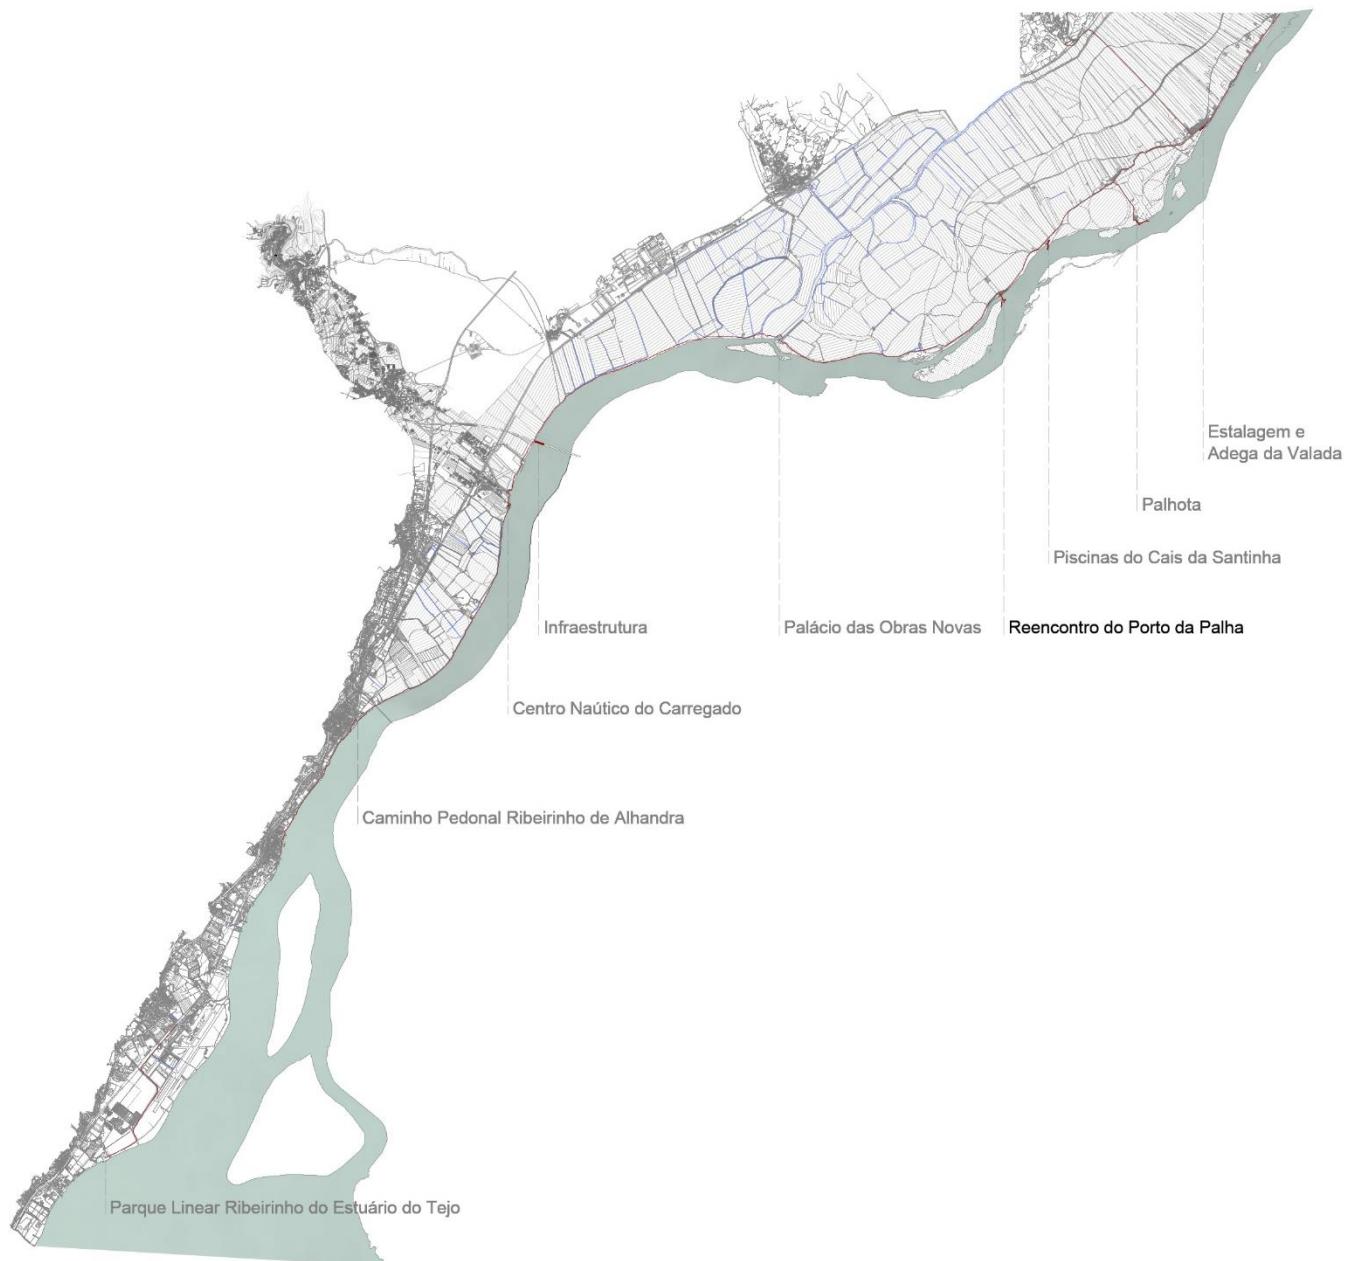 Estalagem e
Adega da Valada
Palhota
Piscinas do Cais da Santinha
Infraestrutura
Palácio das Obras Novas
Reencontro do Porto da Palha
Centro Naútico do Carregado
Caminho Pedonal Ribeirinho de Alhandra
Parque Linear Ribeirinho do Estuário do Tejo